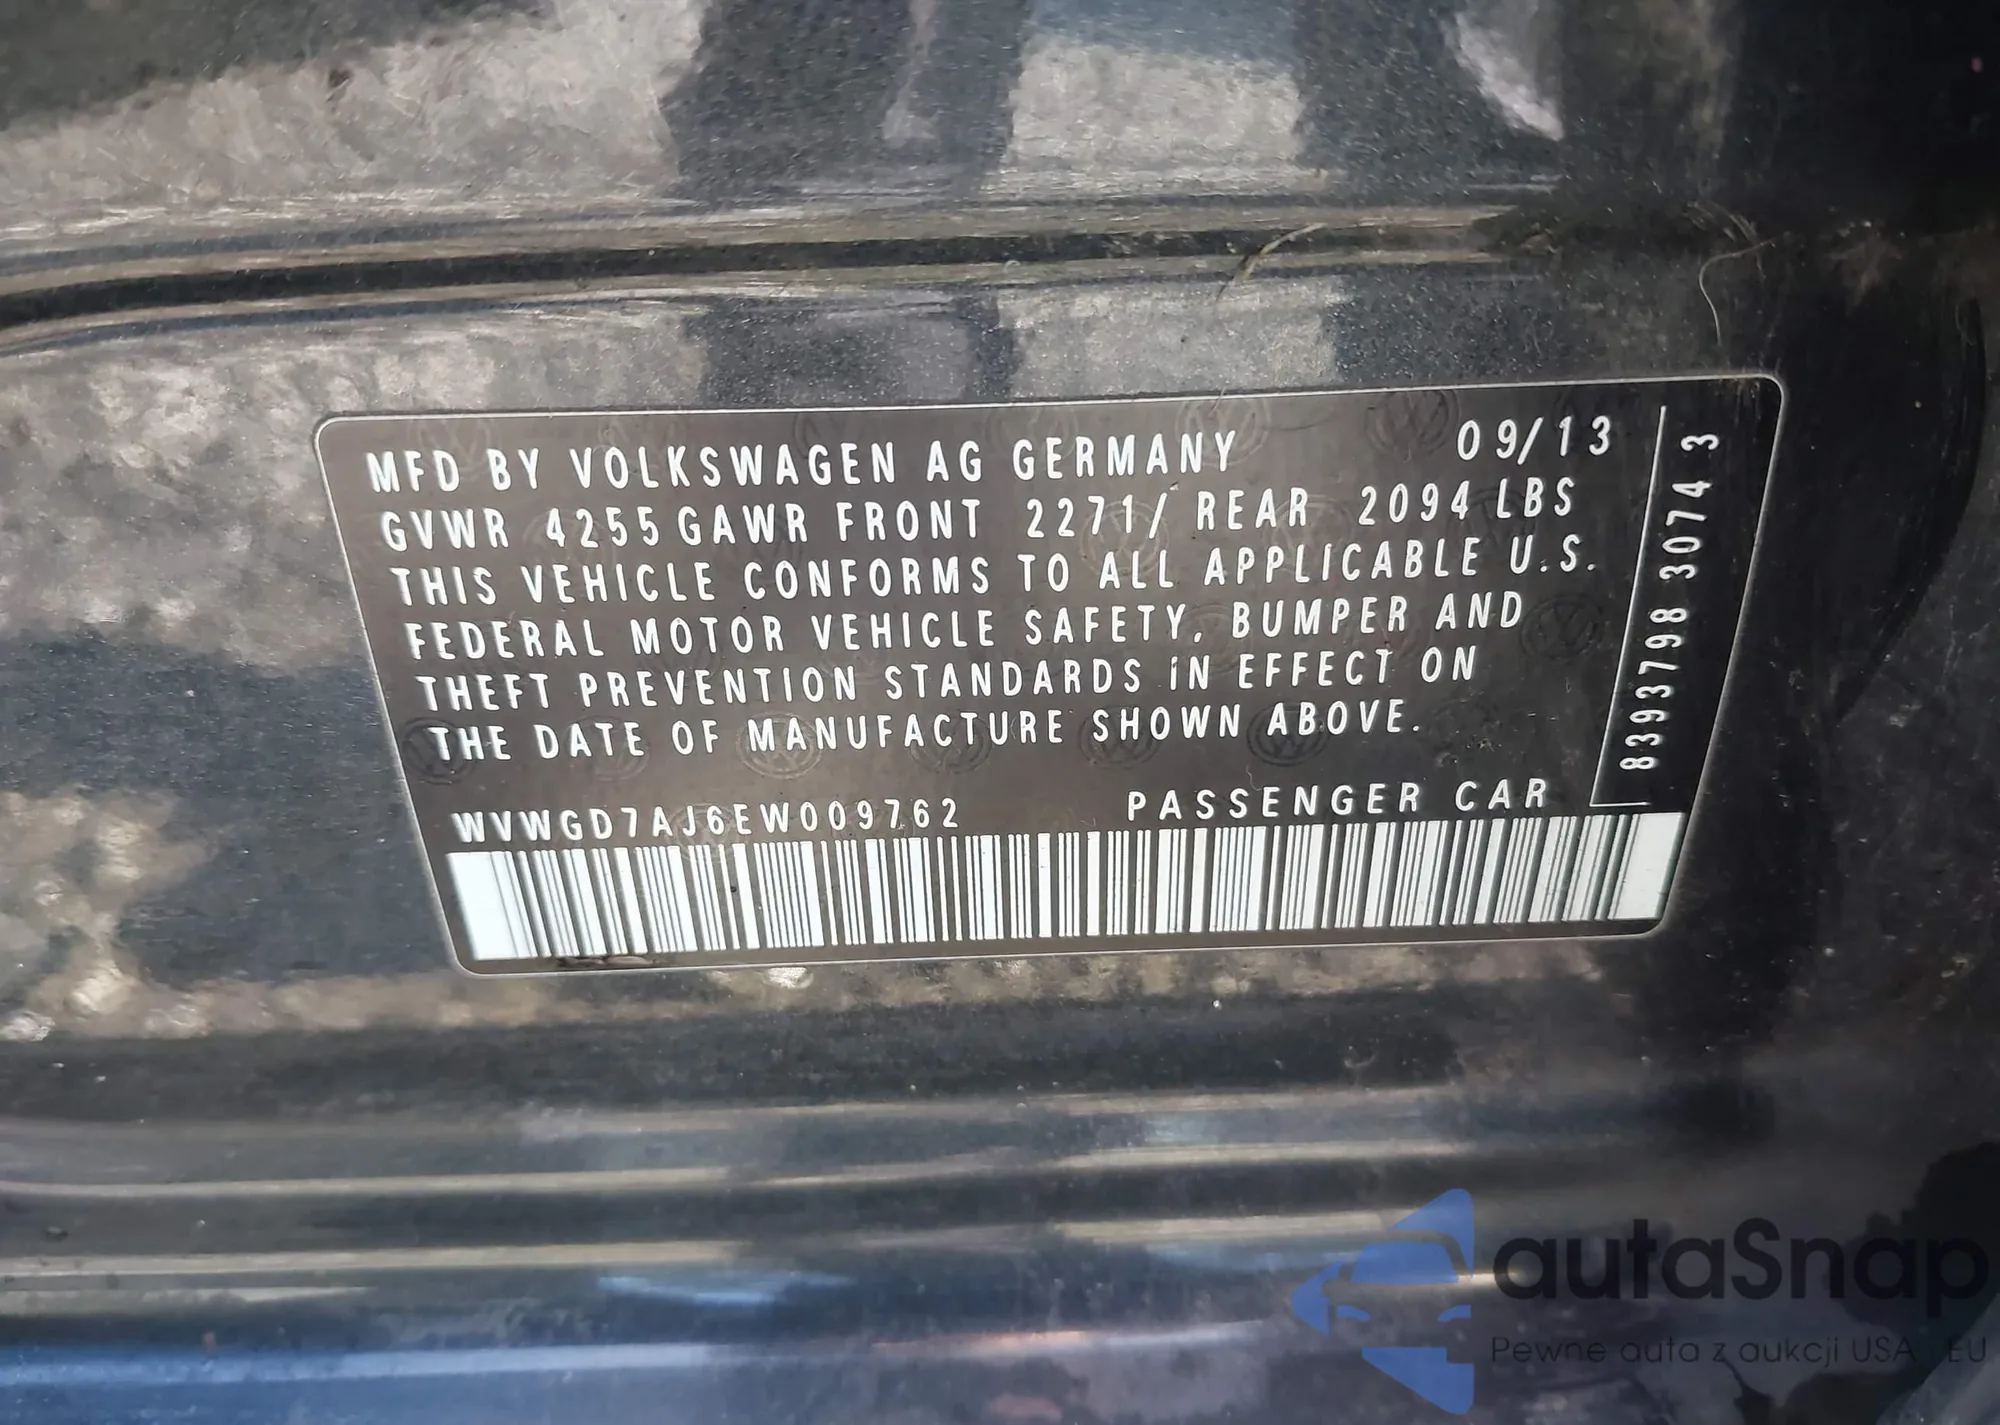 MFD BY VOLKSWAGEN AG GERMANY 09/13
GVWR 4255 GAWR FRONT 2271/ REAR 2094 LBS
THIS VEHICLE CONFORMS TO ALL APPLICABLE U.S.
FEDERAL MOTOR VEHICLE SAFETY, BUMPER AND
THEFT PREVENTION STANDARDS IN EFFECT ON
THE DATE OF MANUFACTURE SHOWN ABOVE.
WVWGD7AJ6EW009762 PASSENGER CAR
8393798 3074 3
autaSnap
Pewne auta z aukcji USA EU